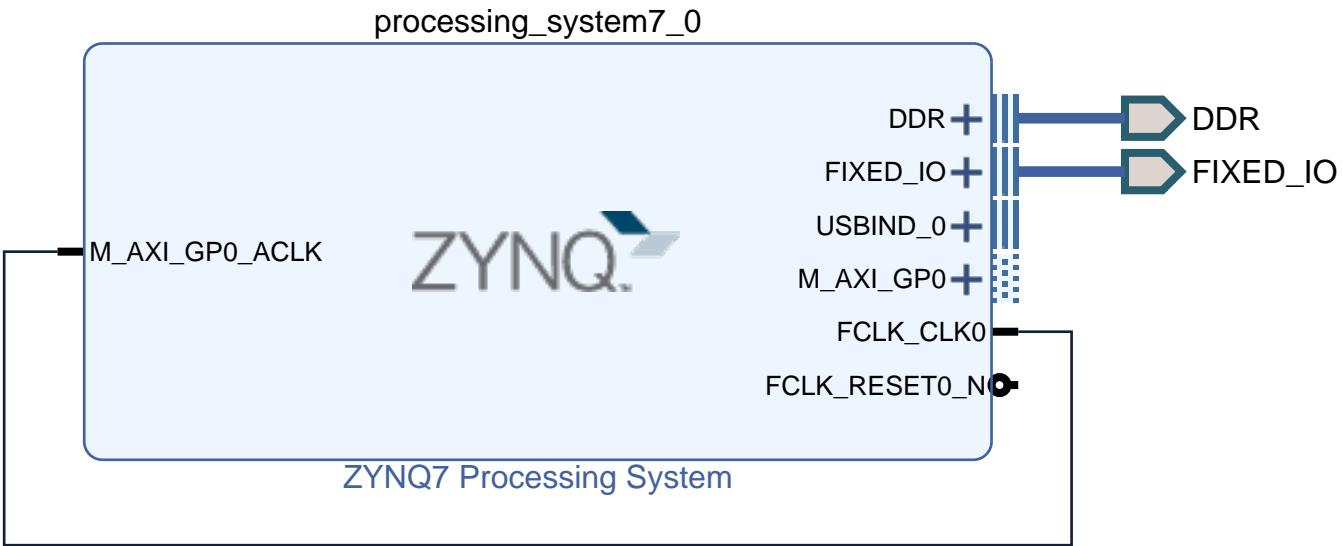 processing_system7_0
DDR
DDR
FIXED_IO
FIXED_IO
USBIND_0
M_AXI_GP0_ACLK
ZYNQ
M_AXI_GP0
FCLK_CLK0
FCLK_RESET0_N
ZYNQ7 Processing System